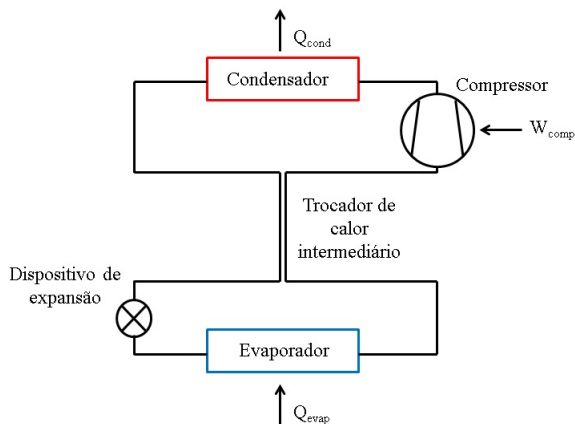 Q_cond
Condensador
Compressor
W_comp
Trocador de
calor
intermediário
Dispositivo de
expansão
Evaporador
Q_evap